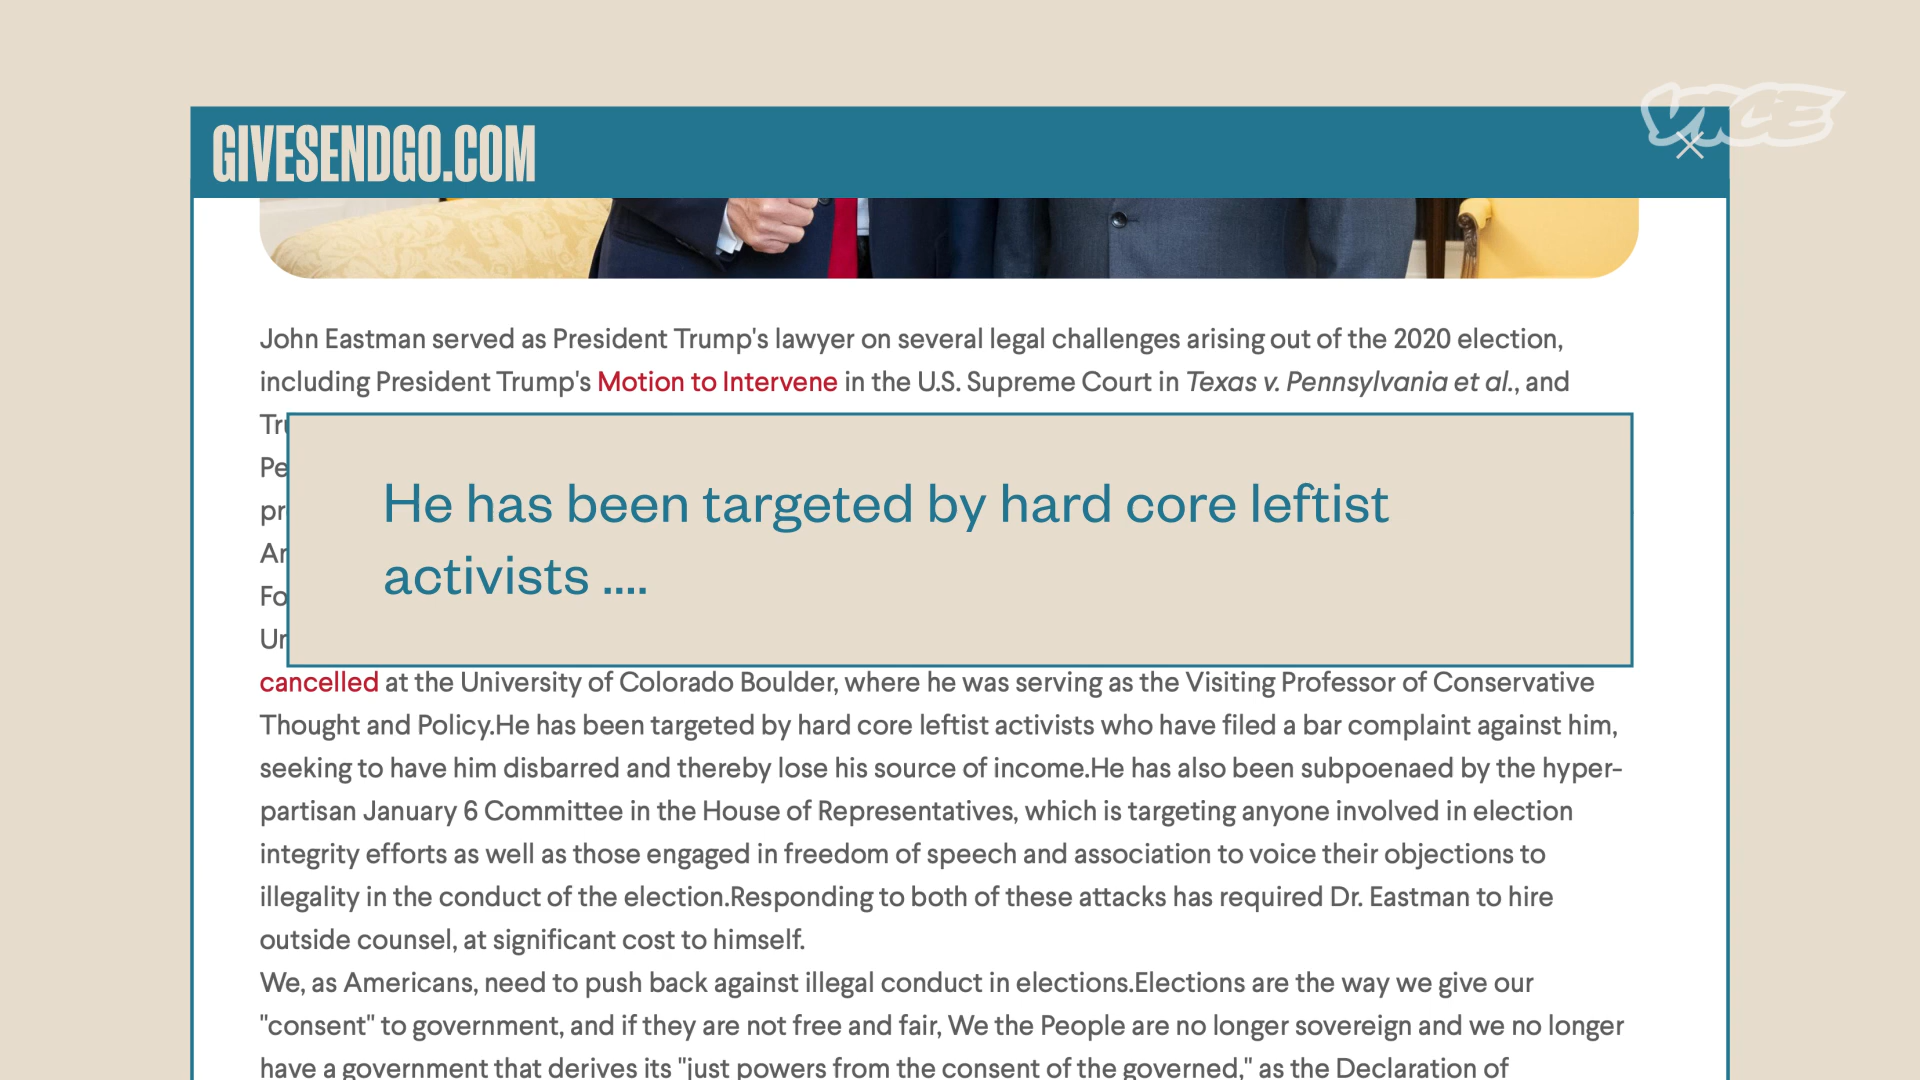 VICE
GIVESENDGO.COM
John Eastman served as President Trump's lawyer on several legal challenges arising out of the 2020 election,
including President Trump's Motion to Intervene in the U.S. Supreme Court in Texas v. Pennsylvania et al., and
He has been targeted by hard core leftist
activists ....
cancelled at the University of Colorado Boulder, where he was serving as the Visiting Professor of Conservative
Thought and Policy.He has been targeted by hard core leftist activists who have filed a bar complaint against him,
seeking to have him disbarred and thereby lose his source of income.He has also been subpoenaed by the hyper-
partisan January 6 Committee in the House of Representatives, which is targeting anyone involved in election
integrity efforts as well as those engaged in freedom of speech and association to voice their objections to
illegality in the conduct of the election.Responding to both of these attacks has required Dr. Eastman to hire
outside counsel, at significant cost to himself.
We, as Americans, need to push back against illegal conduct in elections.Elections are the way we give our
"consent" to government, and if they are not free and fair, We the People are no longer sovereign and we no longer
have a government that derives its "just powers from the consent of the governed," as the Declaration of